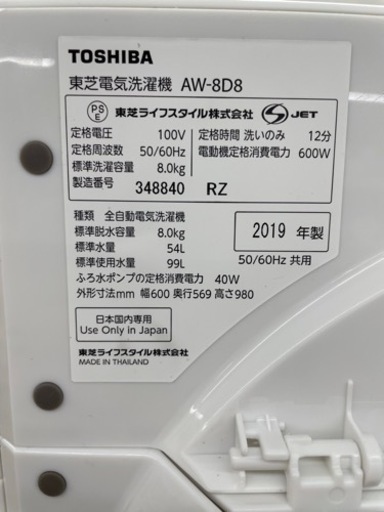 TOSHIBA
東芝電気洗濯機 AW-8D8
PSE 東芝ライフスタイル株式会社 S JET
定格電圧 100V 定格時間 洗いのみ 12分
定格周波数 50/60Hz 電動機定格消費電力 600W
標準洗濯容量 8.0kg
製造番号 348840 RZ
種類 全自動電気洗濯機
標準脱水容量 8.0kg 2019 年製
標準水量 54L
標準使用水量 99L 50/60Hz 共用
ふろ水ポンプの定格消費電力 40W
外形寸法mm 幅600 奥行569 高さ980
日本国内専用
Use Only in Japan
東芝ライフスタイル株式会社
MADE IN THAILAND